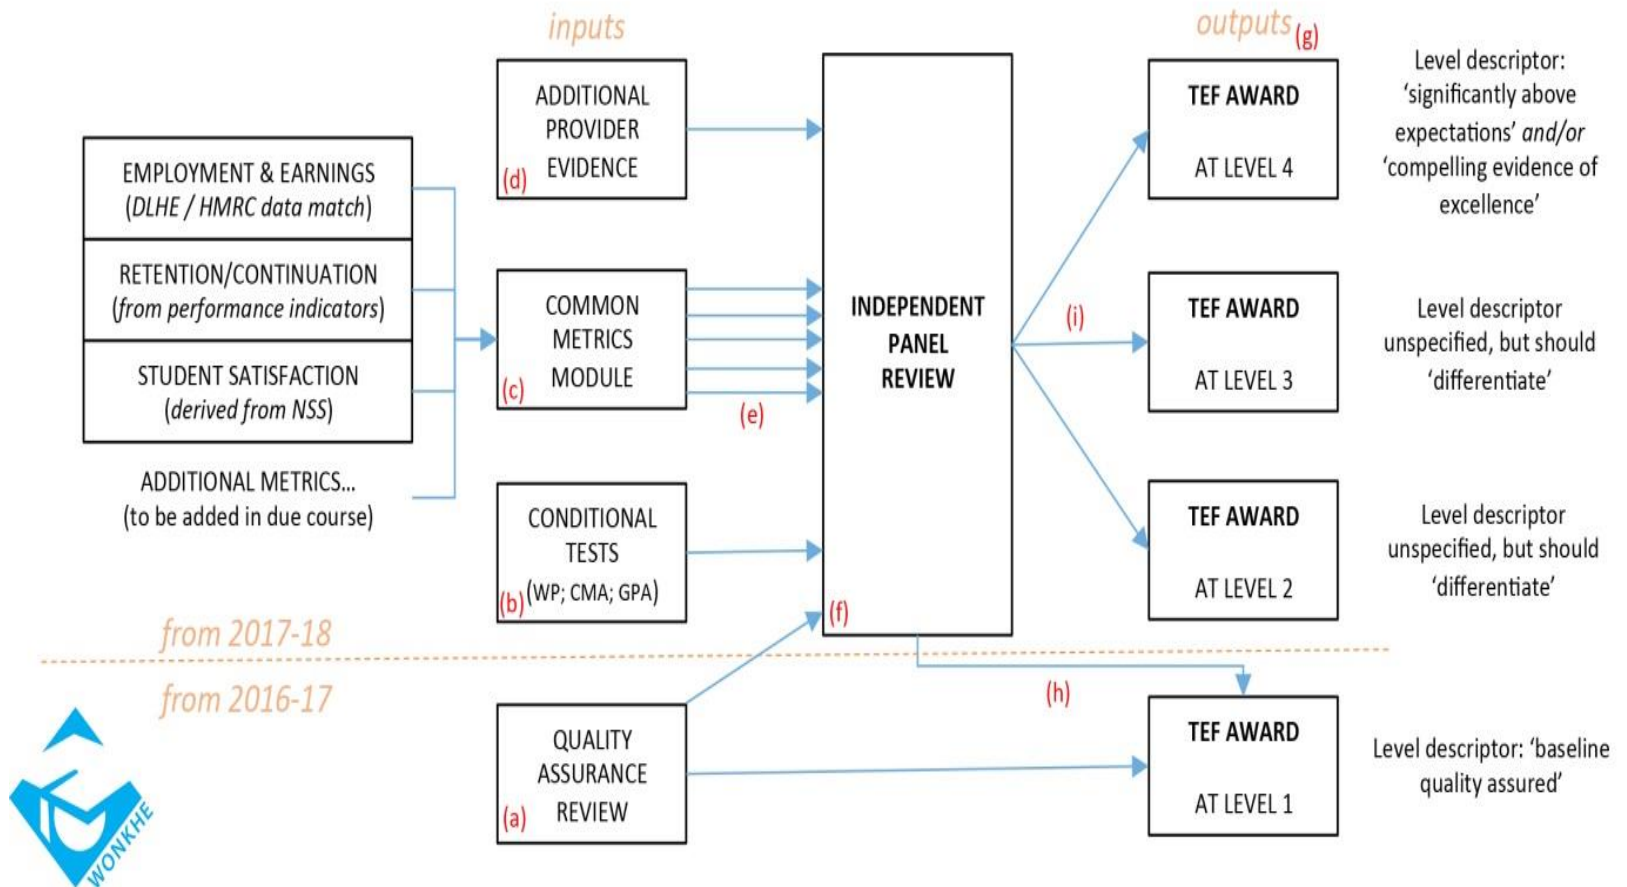 inputs
outputs
(g)
EMPLOYMENT & EARNINGS
(DLHE / HMRC data match)
RETENTION/CONTINUATION
(from performance indicators)
STUDENT SATISFACTION
(derived from NSS)
ADDITIONAL METRICS...
(to be added in due course)
ADDITIONAL
PROVIDER
EVIDENCE
(d)
COMMON
METRICS
MODULE
(c)
(e)
CONDITIONAL
TESTS
(WP; CMA; GPA)
(b)
INDEPENDENT
PANEL
REVIEW
(f)
(i)
TEF AWARD
AT LEVEL 4
Level descriptor:
‘significantly above
expectations’ and/or
‘compelling evidence of
excellence’
TEF AWARD
AT LEVEL 3
Level descriptor
unspecified, but should
‘differentiate’
TEF AWARD
AT LEVEL 2
Level descriptor
unspecified, but should
‘differentiate’
from 2017-18
from 2016-17
QUALITY
ASSURANCE
REVIEW
(a)
(h)
TEF AWARD
AT LEVEL 1
Level descriptor: ‘baseline
quality assured’
WONKHE